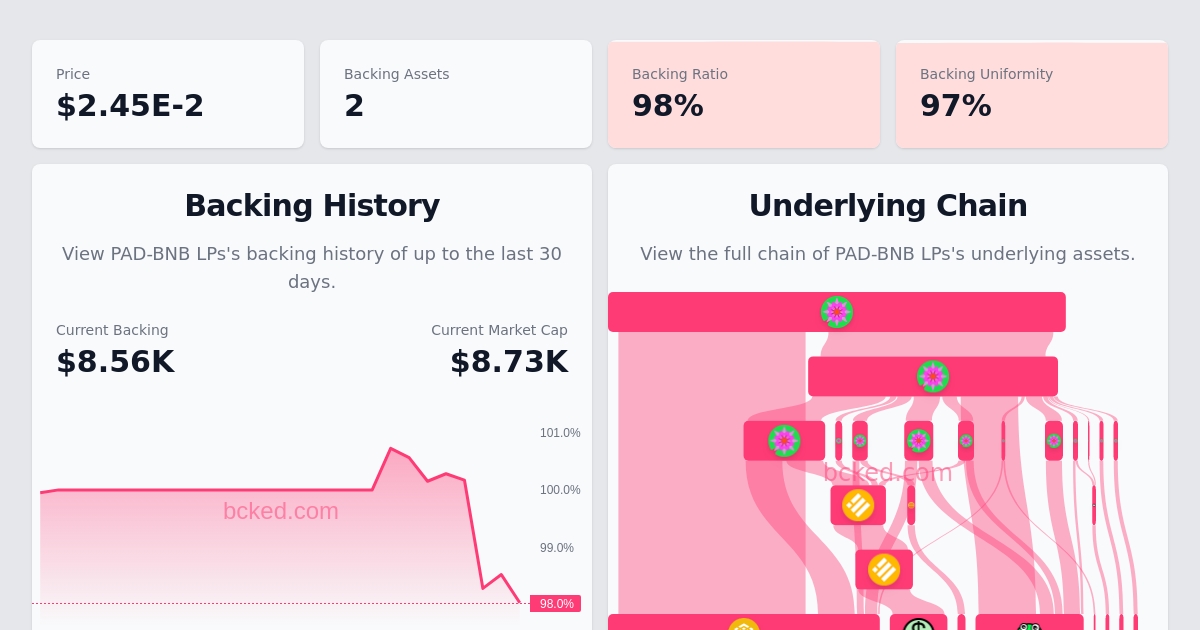 Price
$2.45E-2
Backing Assets
2
Backing Ratio
98%
Backing Uniformity
97%
Backing History
View PAD-BNB LPs's backing history of up to the last 30
days.
Current Backing
$8.56K
Current Market Cap
$8.73K
101.0%
100.0%
99.0%
98.0%
bcked.com
Underlying Chain
View the full chain of PAD-BNB LPs's underlying assets.
bcked.com